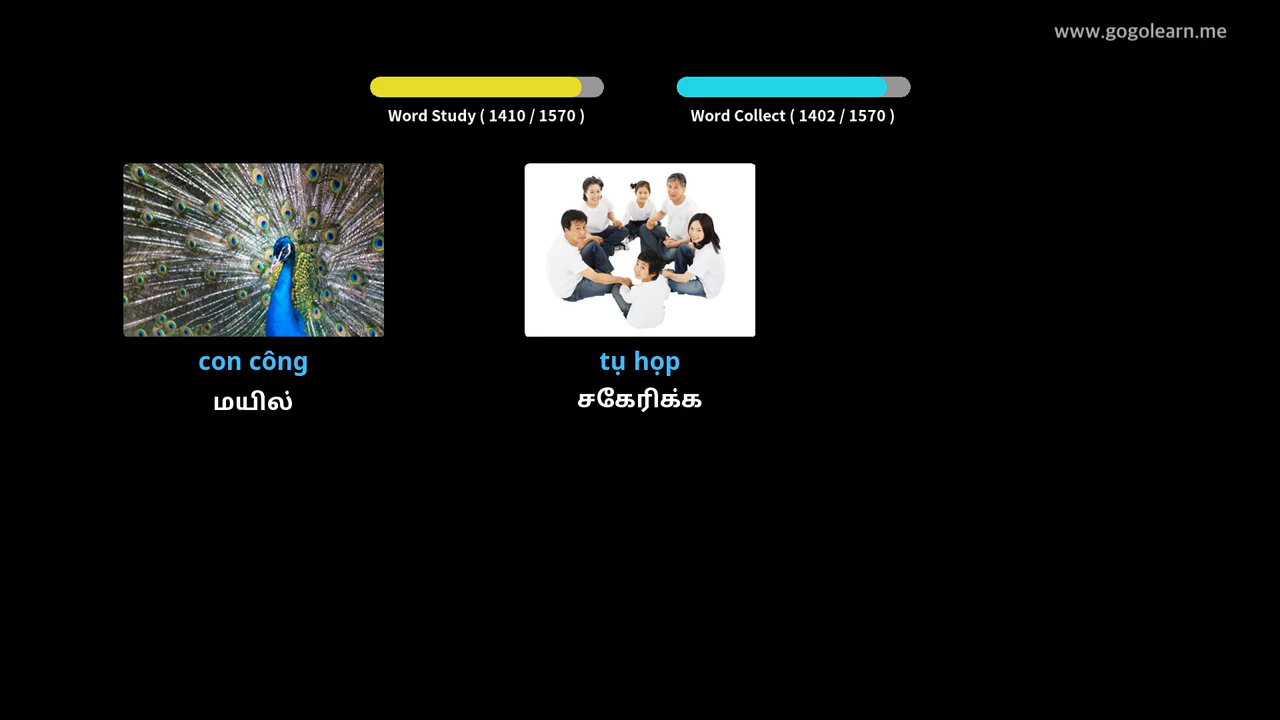 www.gogolearn.me
Word Study ( 1410 / 1570 )
Word Collect ( 1402 / 1570 )
con công
மயில்
tụ họp
சகேரிக்க